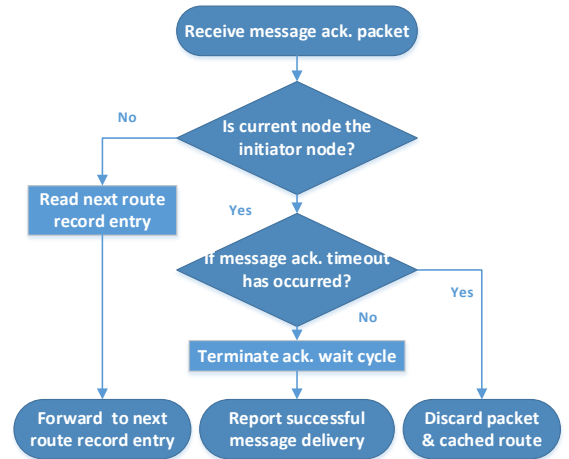 Receive message ack. packet
Is current node the
initiator node?
No
Read next route
record entry
Yes
If message ack. timeout
has occurred?
Yes
No
Terminate ack. wait cycle
Forward to next
route record entry
Report successful
message delivery
Discard packet
& cached route